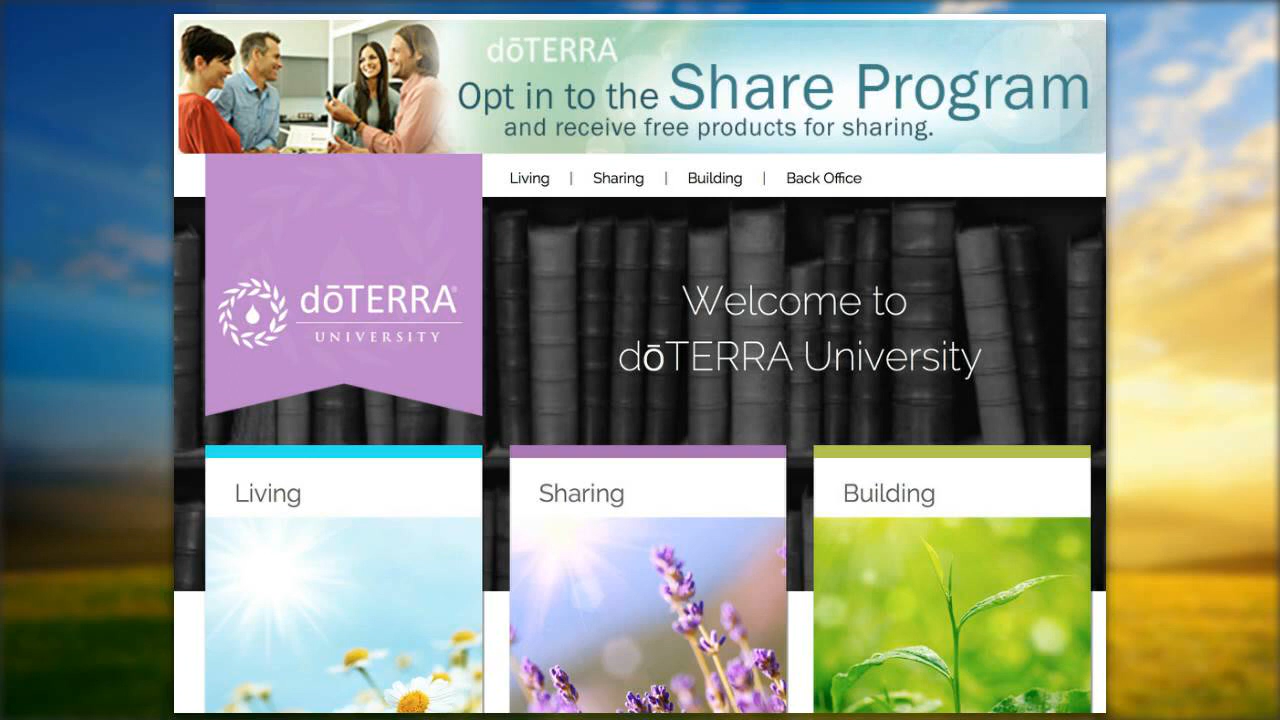 dōTERRA®
Opt in to the Share Program
and receive free products for sharing.
Living | Sharing | Building | Back Office
dōTERRA®
UNIVERSITY
Welcome to
dōTERRA University
Living
Sharing
Building